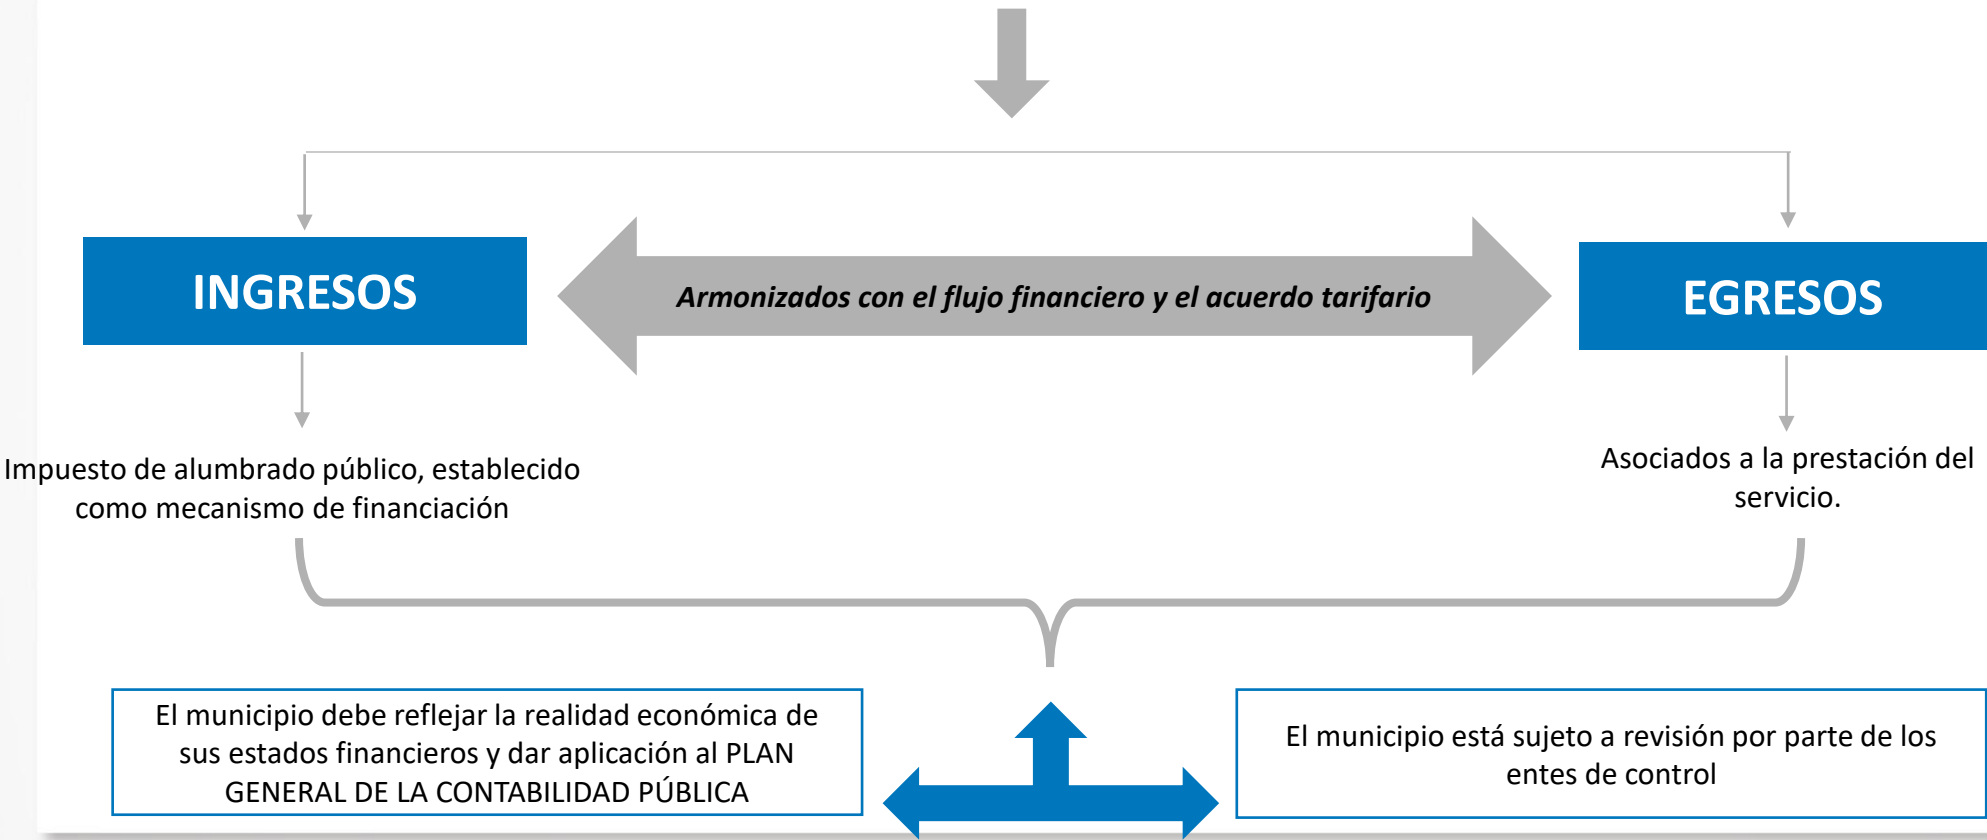 INGRESOS
Armonizados con el flujo financiero y el acuerdo tarifario
EGRESOS
Impuesto de alumbrado público, establecido
como mecanismo de financiación
Asociados a la prestación del
servicio.
El municipio debe reflejar la realidad económica de
sus estados financieros y dar aplicación al PLAN
GENERAL DE LA CONTABILIDAD PÚBLICA
El municipio está sujeto a revisión por parte de los
entes de control